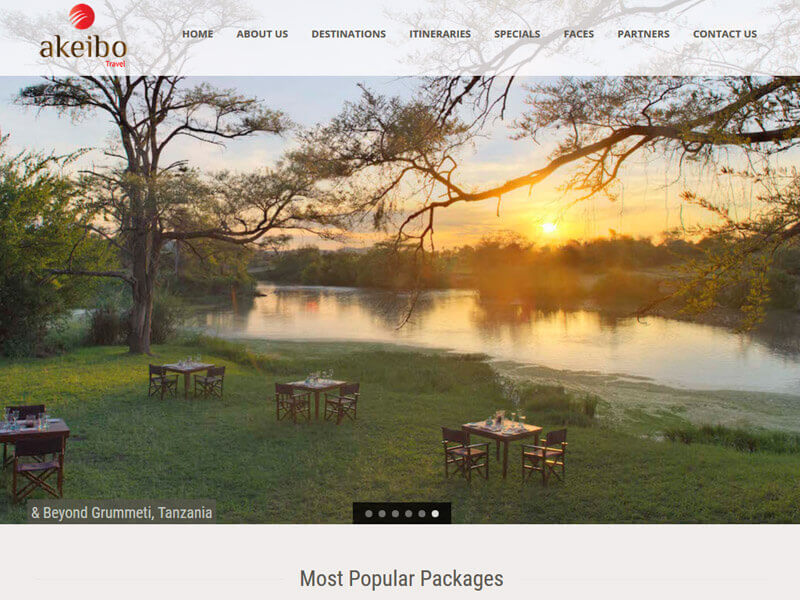 akeibo
Travel
HOME ABOUT US DESTINATIONS ITINERARIES SPECIALS FACES PARTNERS CONTACT US
& Beyond Grummeti, Tanzania
Most Popular Packages